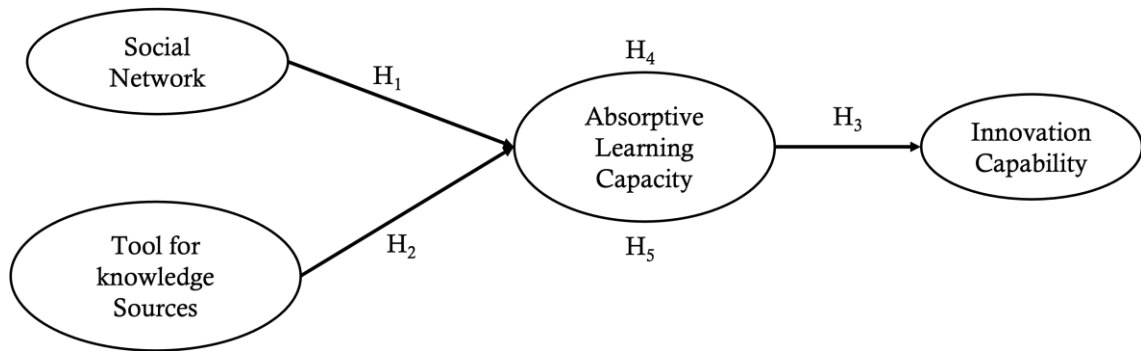 Social
Network
H₁
H₄
Absorptive
Learning
Capacity
H₃
Innovation
Capability
Tool for
knowledge
Sources
H₂
H₅